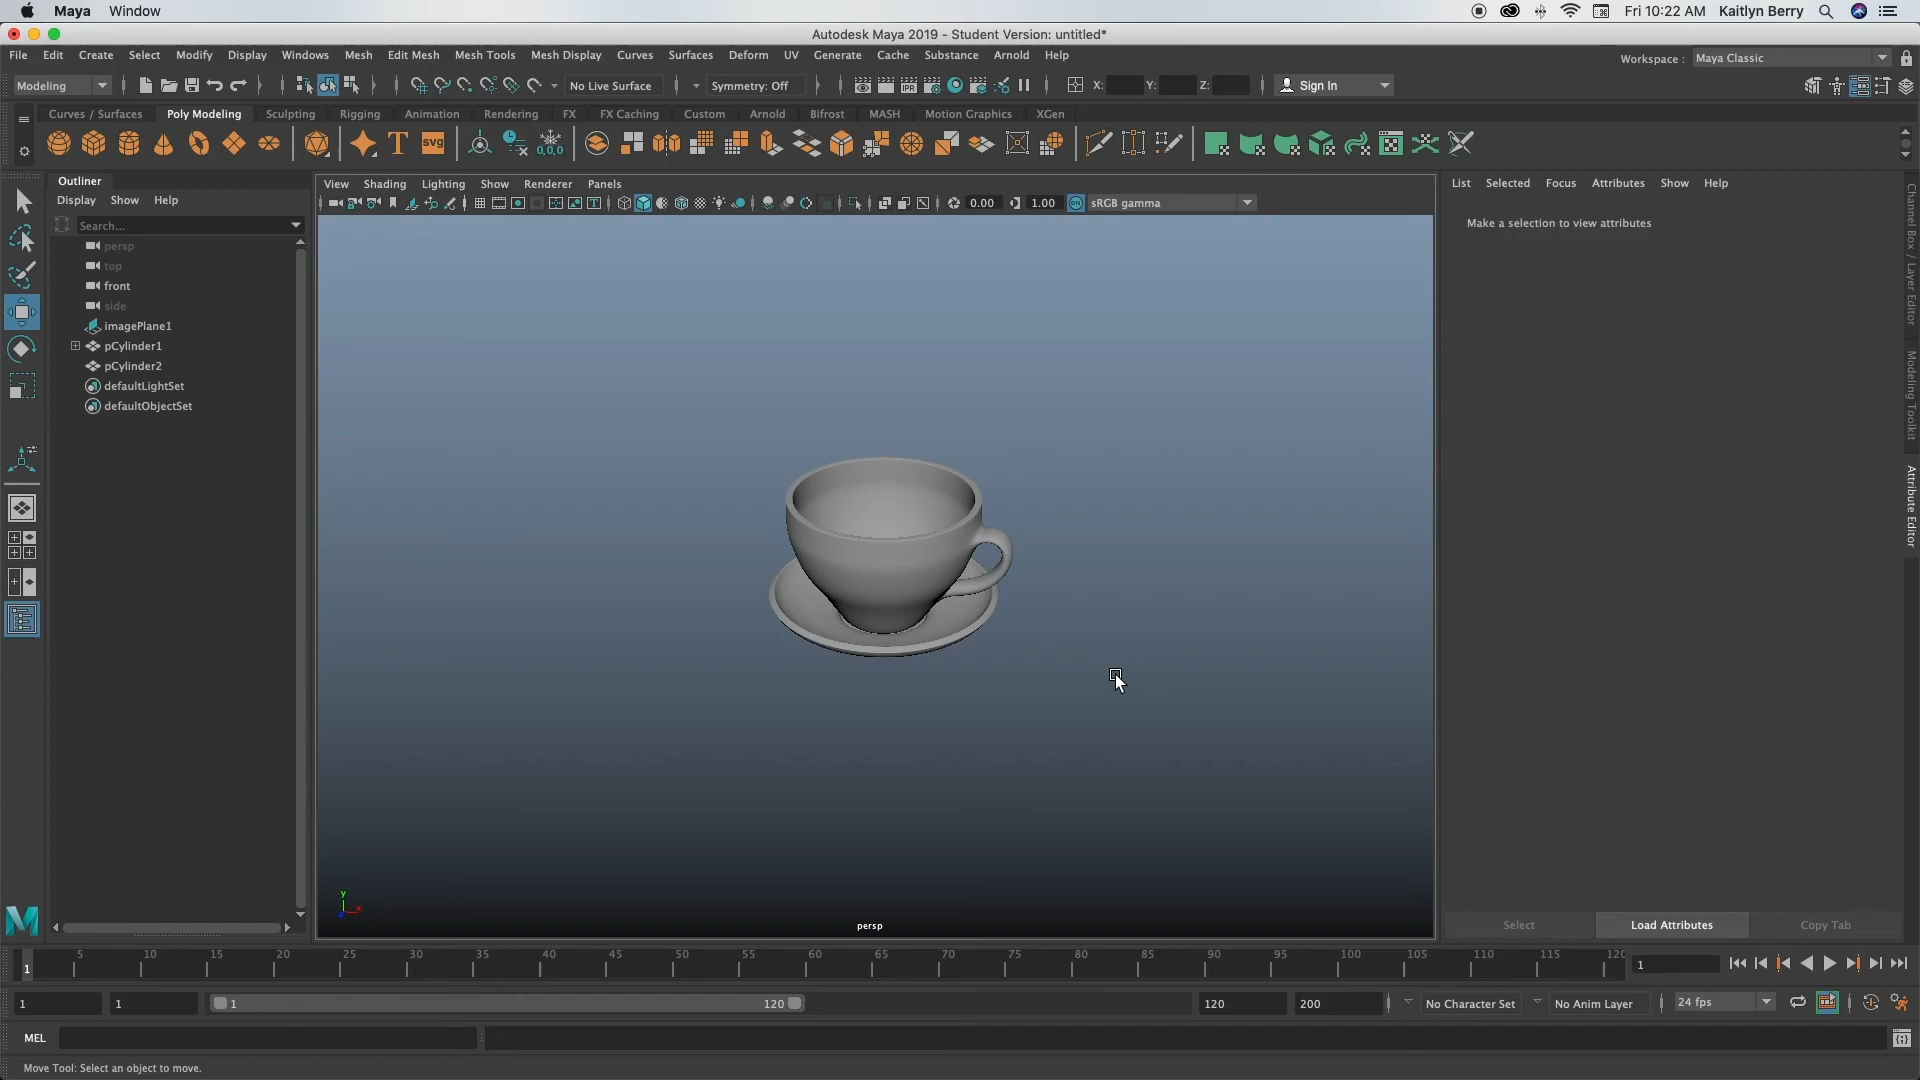 Maya Window
Fri 10:22 AM Kaitlyn Berry
Autodesk Maya 2019 - Student Version: untitled*
File Edit Create Select Modify Display Windows Mesh Edit Mesh Mesh Tools Mesh Display Curves Surfaces Deform UV Generate Cache Substance Arnold Help
Workspace : Maya Classic
Modeling No Live Surface Symmetry: Off IPR X: Y: Z: Sign In
Curves / Surfaces Poly Modeling Sculpting Rigging Animation Rendering FX FX Caching Custom Arnold Bifrost MASH Motion Graphics XGen
T svg 0,0,0
Outliner
Display Show Help
Search...
persp
top
front
side
imagePlane1
pCylinder1
pCylinder2
defaultLightSet
defaultObjectSet
View Shading Lighting Show Renderer Panels
0.00 1.00 ON sRGB gamma
y
x
z
persp
List Selected Focus Attributes Show Help
Make a selection to view attributes
Channel Box / Layer Editor
Modeling Toolkit
Attribute Editor
Select Load Attributes Copy Tab
1 5 10 15 20 25 30 35 40 45 50 55 60 65 70 75 80 85 90 95 100 105 110 115 120 1
1 1 1 120 120 200 No Character Set No Anim Layer 24 fps
MEL
Move Tool: Select an object to move.